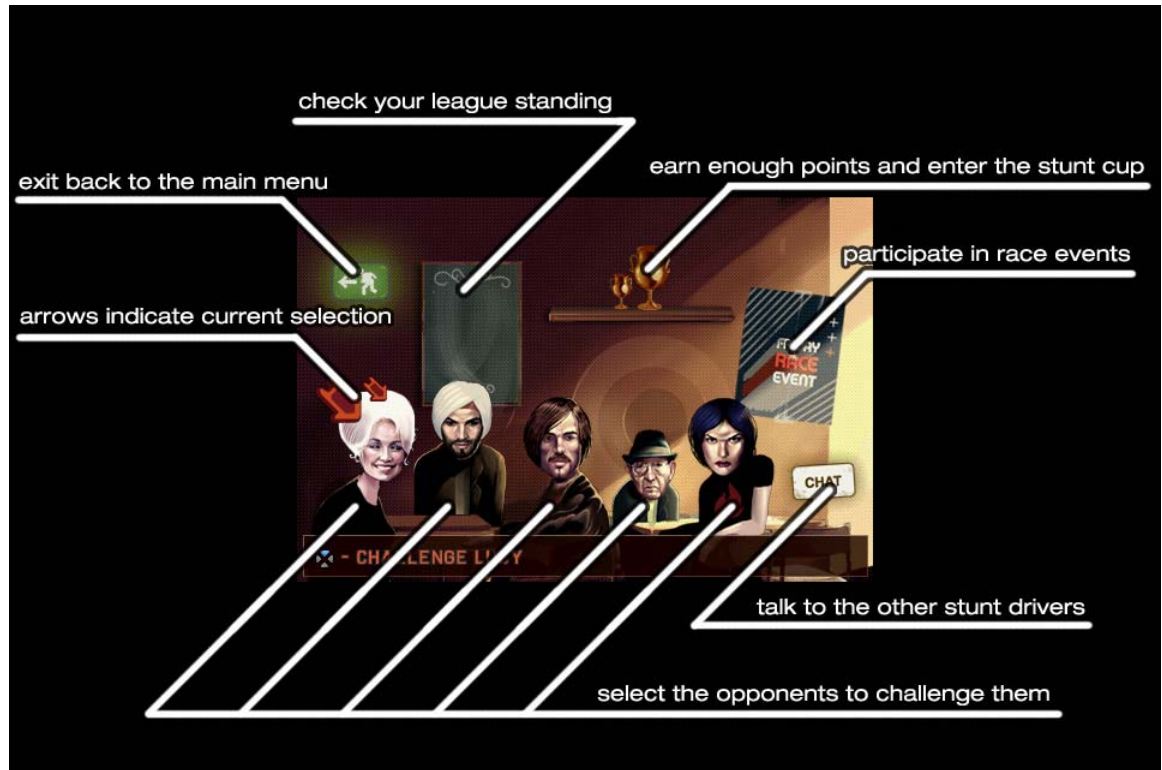 check your league standing
earn enough points and enter the stunt cup
exit back to the main menu
participate in race events
arrows indicate current selection
RACE
EVENT
CHAT
- CHALLENGE LUCY
talk to the other stunt drivers
select the opponents to challenge them